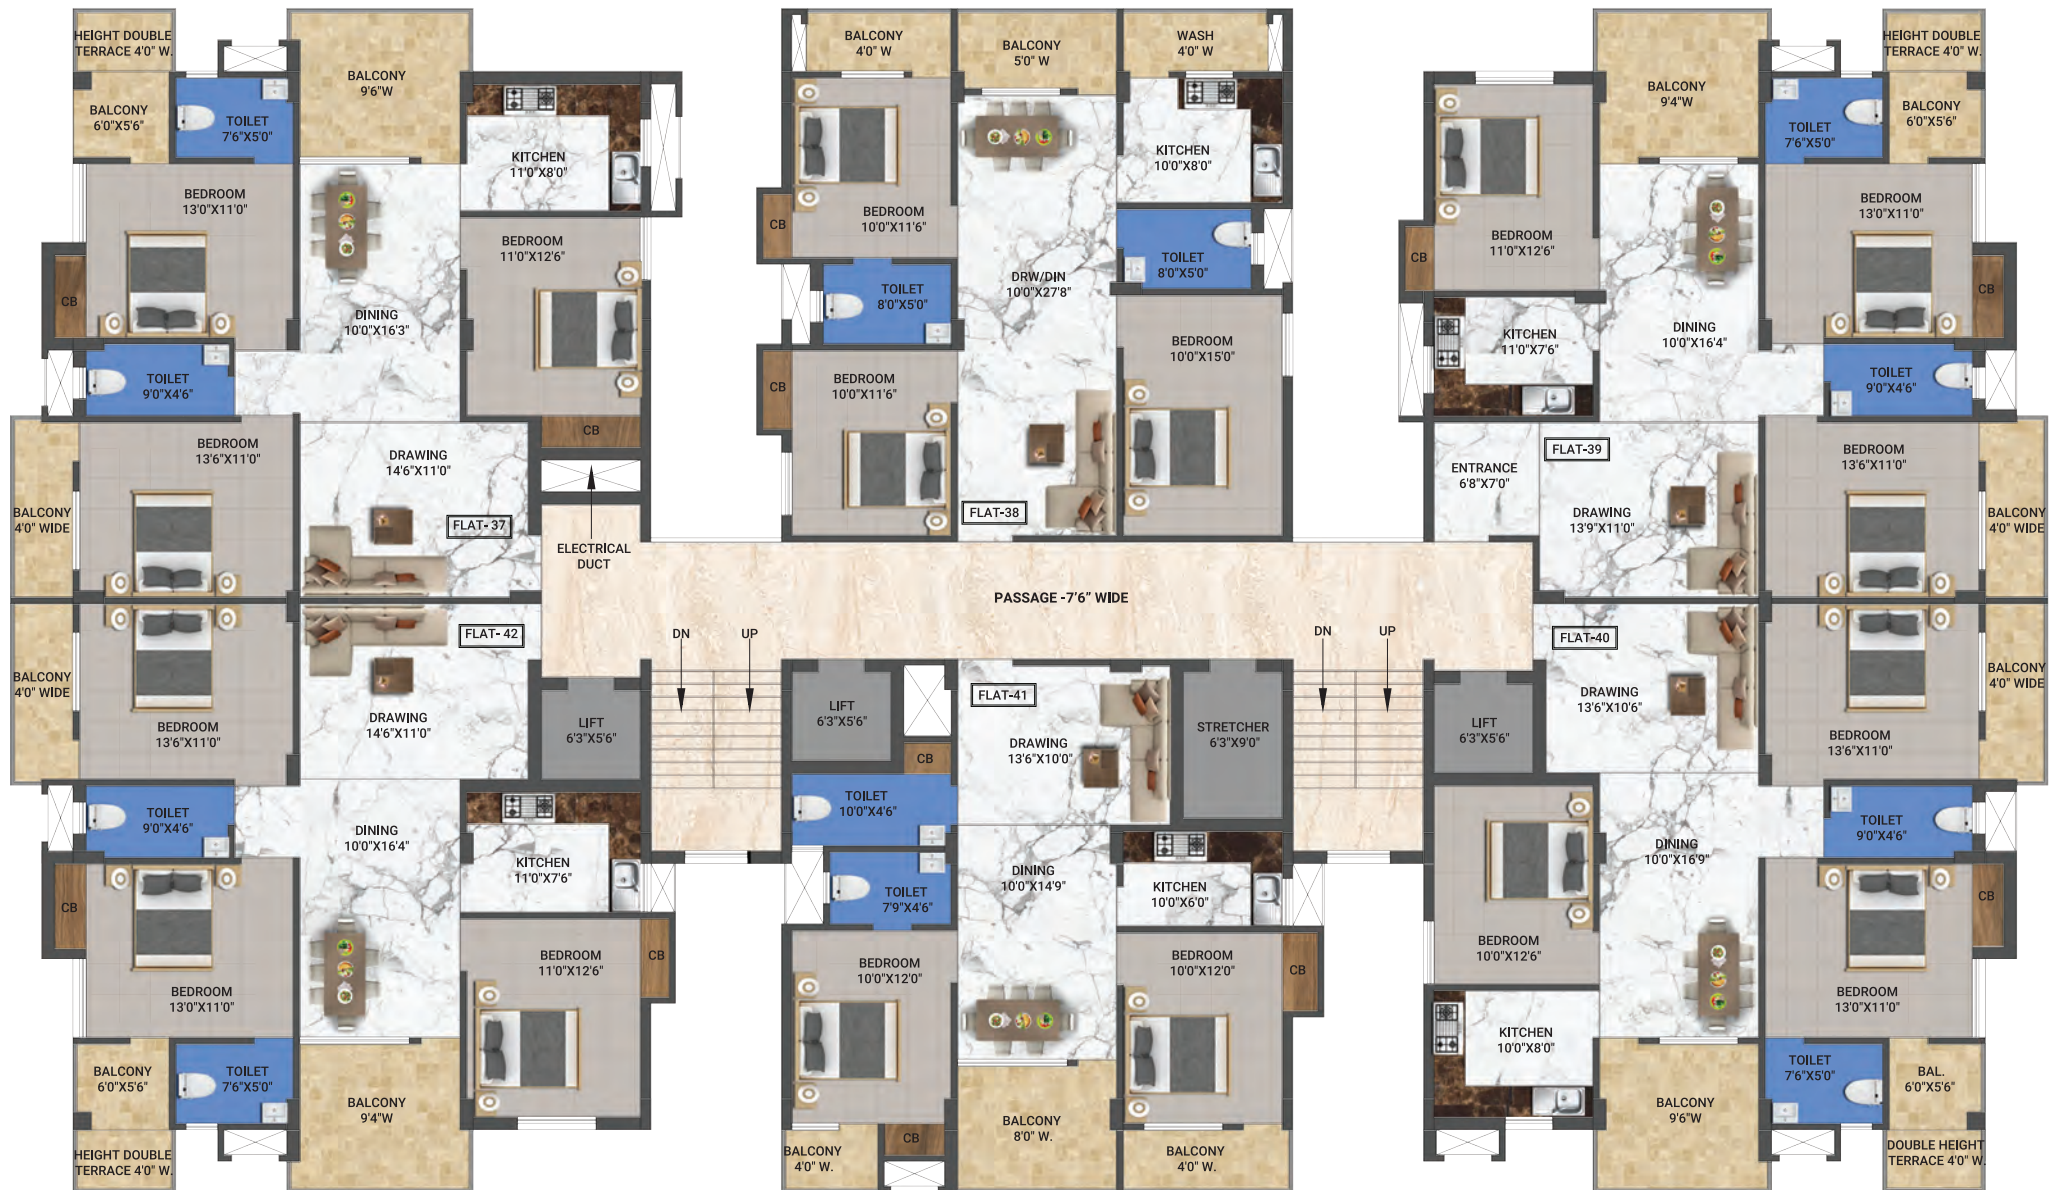 HEIGHT DOUBLE
TERRACE 4'0" W.
BALCONY
6'0"X5'6"
TOILET
7'6"X5'0"
BALCONY
9'6"W
KITCHEN
11'0"X8'0"
BEDROOM
13'0"X11'0"
BEDROOM
11'0"X12'6"
CB
DINING
10'0"X16'3"
TOILET
9'0"X4'6"
CB
BEDROOM
13'6"X11'0"
DRAWING
14'6"X11'0"
BALCONY
4'0" WIDE
FLAT- 37
ELECTRICAL
DUCT
BALCONY
4'0" W
BALCONY
5'0" W
WASH
4'0" W
KITCHEN
10'0"X8'0"
BEDROOM
10'0"X11'6"
CB
TOILET
8'0"X5'0"
DRW/DIN
10'0"X27'8"
TOILET
8'0"X5'0"
BEDROOM
10'0"X15'0"
CB
BEDROOM
10'0"X11'6"
FLAT-38
BALCONY
9'4"W
HEIGHT DOUBLE
TERRACE 4'0" W.
TOILET
7'6"X5'0"
BALCONY
6'0"X5'6"
BEDROOM
13'0"X11'0"
BEDROOM
11'0"X12'6"
CB
CB
KITCHEN
11'0"X7'6"
DINING
10'0"X16'4"
TOILET
9'0"X4'6"
FLAT-39
ENTRANCE
6'8"X7'0"
BEDROOM
13'6"X11'0"
DRAWING
13'9"X11'0"
BALCONY
4'0" WIDE
PASSAGE -7'6" WIDE
DN
UP
DN
UP
FLAT- 42
BALCONY
4'0" WIDE
DRAWING
14'6"X11'0"
BEDROOM
13'6"X11'0"
LIFT
6'3"X5'6"
TOILET
9'0"X4'6"
DINING
10'0"X16'4"
KITCHEN
11'0"X7'6"
CB
BEDROOM
13'0"X11'0"
BEDROOM
11'0"X12'6"
CB
BALCONY
6'0"X5'6"
TOILET
7'6"X5'0"
BALCONY
9'4"W
HEIGHT DOUBLE
TERRACE 4'0" W.
LIFT
6'3"X5'6"
FLAT-41
STRETCHER
6'3"X9'0"
DRAWING
13'6"X10'0"
CB
TOILET
10'0"X4'6"
DINING
10'0"X14'9"
TOILET
7'9"X4'6"
KITCHEN
10'0"X6'0"
BEDROOM
10'0"X12'0"
BEDROOM
10'0"X12'0"
CB
BALCONY
8'0" W.
CB
BALCONY
4'0" W.
BALCONY
4'0" W.
FLAT-40
BALCONY
4'0" WIDE
DRAWING
13'6"X10'6"
LIFT
6'3"X5'6"
BEDROOM
13'6"X11'0"
TOILET
9'0"X4'6"
DINING
10'0"X16'9"
CB
BEDROOM
10'0"X12'6"
BEDROOM
13'0"X11'0"
KITCHEN
10'0"X8'0"
TOILET
7'6"X5'0"
BAL.
6'0"X5'6"
BALCONY
9'6"W
DOUBLE HEIGHT
TERRACE 4'0" W.